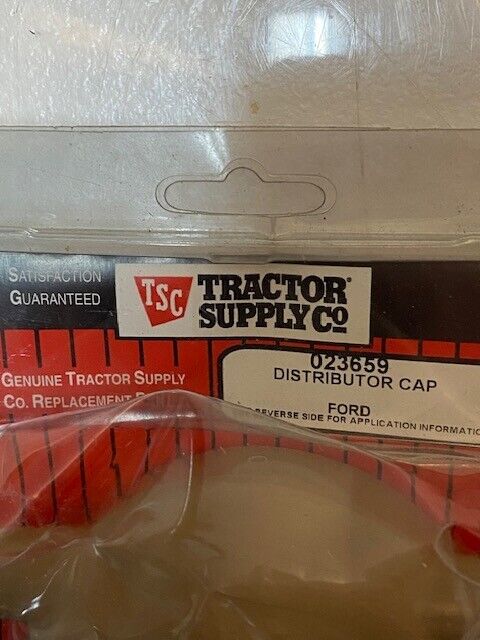 SATISFACTION
GUARANTEED
TSC TRACTOR
SUPPLY CO
GENUINE TRACTOR SUPPLY
CO. REPLACEMENT
023659
DISTRIBUTOR CAP
FORD
REVERSE SIDE FOR APPLICATION INFORMATIO